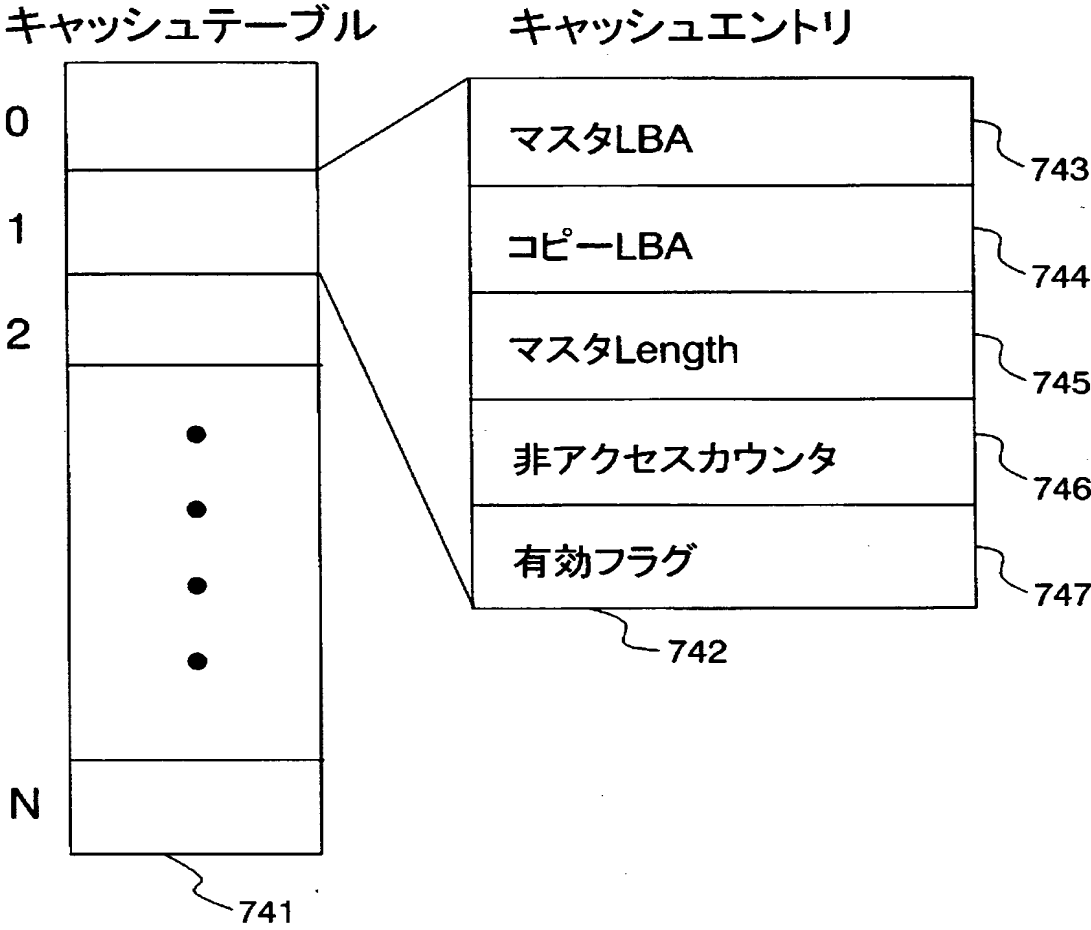 キャッシュテーブル
キャッシュエントリ
0
1
2
N
741
マスタLBA
743
コピーLBA
744
マスタLength
745
非アクセスカウンタ
746
有効フラグ
747
742